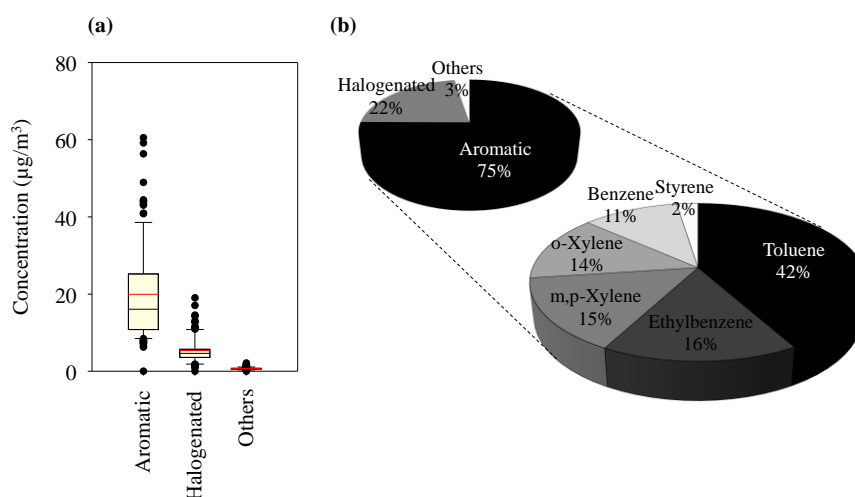 (a)
(b)
80
60
40
20
0
Concentration (µg/m³)
Aromatic
Halogenated
Others
Others
3%
Halogenated
22%
Aromatic
75%
Styrene
2%
Benzene
11%
Toluene
42%
o-Xylene
14%
m,p-Xylene
15%
Ethylbenzene
16%